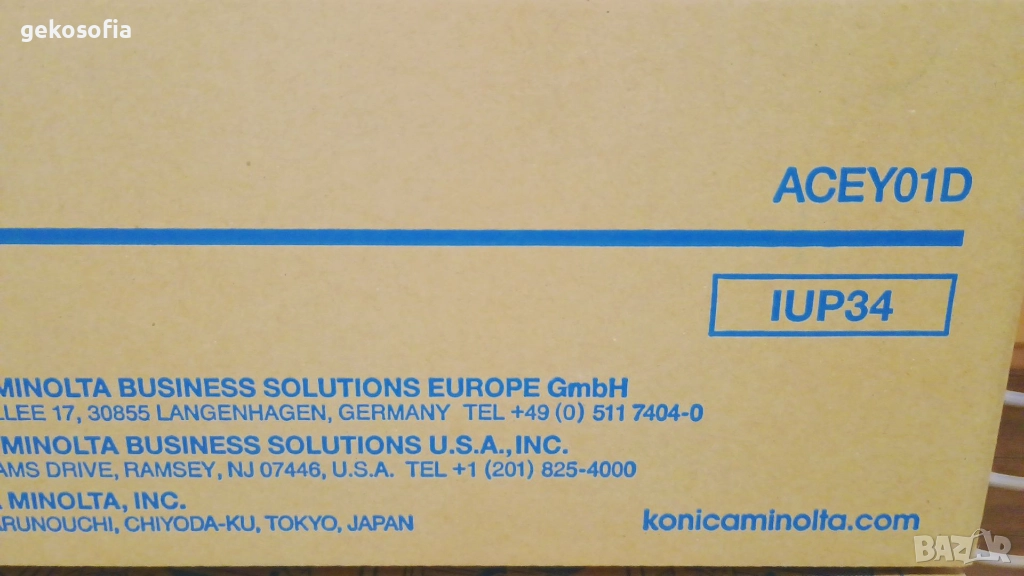 gekosofia
ACEY01D
IUP34
MINOLTA BUSINESS SOLUTIONS EUROPE GmbH
LLEE 17, 30855 LANGENHAGEN, GERMANY TEL +49 (0) 511 7404-0
MINOLTA BUSINESS SOLUTIONS U.S.A., INC.
AMS DRIVE, RAMSEY, NJ 07446, U.S.A. TEL +1 (201) 825-4000
A MINOLTA, INC.
ARUNOUCHI, CHIYODA-KU, TOKYO, JAPAN
konicaminolta.com
BAZAR